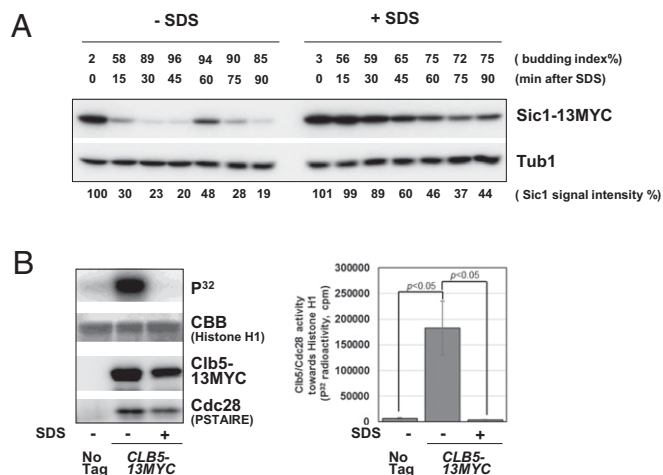 A
- SDS
+ SDS
2 58 89 96 94 90 85 3 56 59 65 75 72 75 ( budding index%)
0 15 30 45 60 75 90 0 15 30 45 60 75 90 (min after SDS)
Sic1-13MYC
Tub1
100 30 23 20 48 28 19 101 99 89 60 46 37 44 ( Sic1 signal intensity %)
B
P32
CBB
(Histone H1)
Clb5-
13MYC
Cdc28
(PSTAIRE)
SDS - - +
No
Tag
CLB5-
13MYC
Clb5/Cdc28 activity
towards Histone H1
(P32 radioactivity, cpm)
300000
250000
200000
150000
100000
50000
0
p<0.05
p<0.05
SDS - - +
No
Tag
CLB5-
13MYC